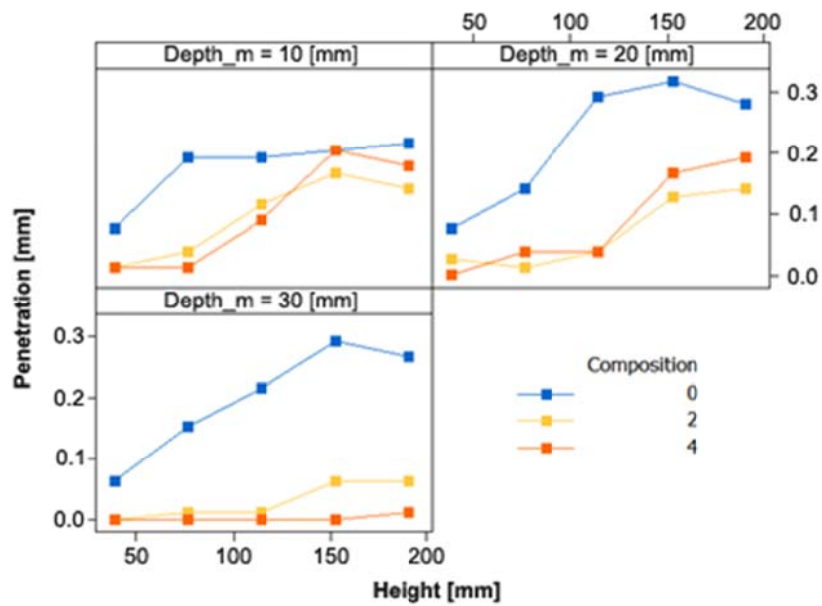 50 100 150 200
Depth_m = 10 [mm] Depth_m = 20 [mm]
0.3
0.2
0.1
0.0
Depth_m = 30 [mm]
0.3
0.2
0.1
0.0
50 100 150 200
Penetration [mm]
Height [mm]
Composition
0
2
4